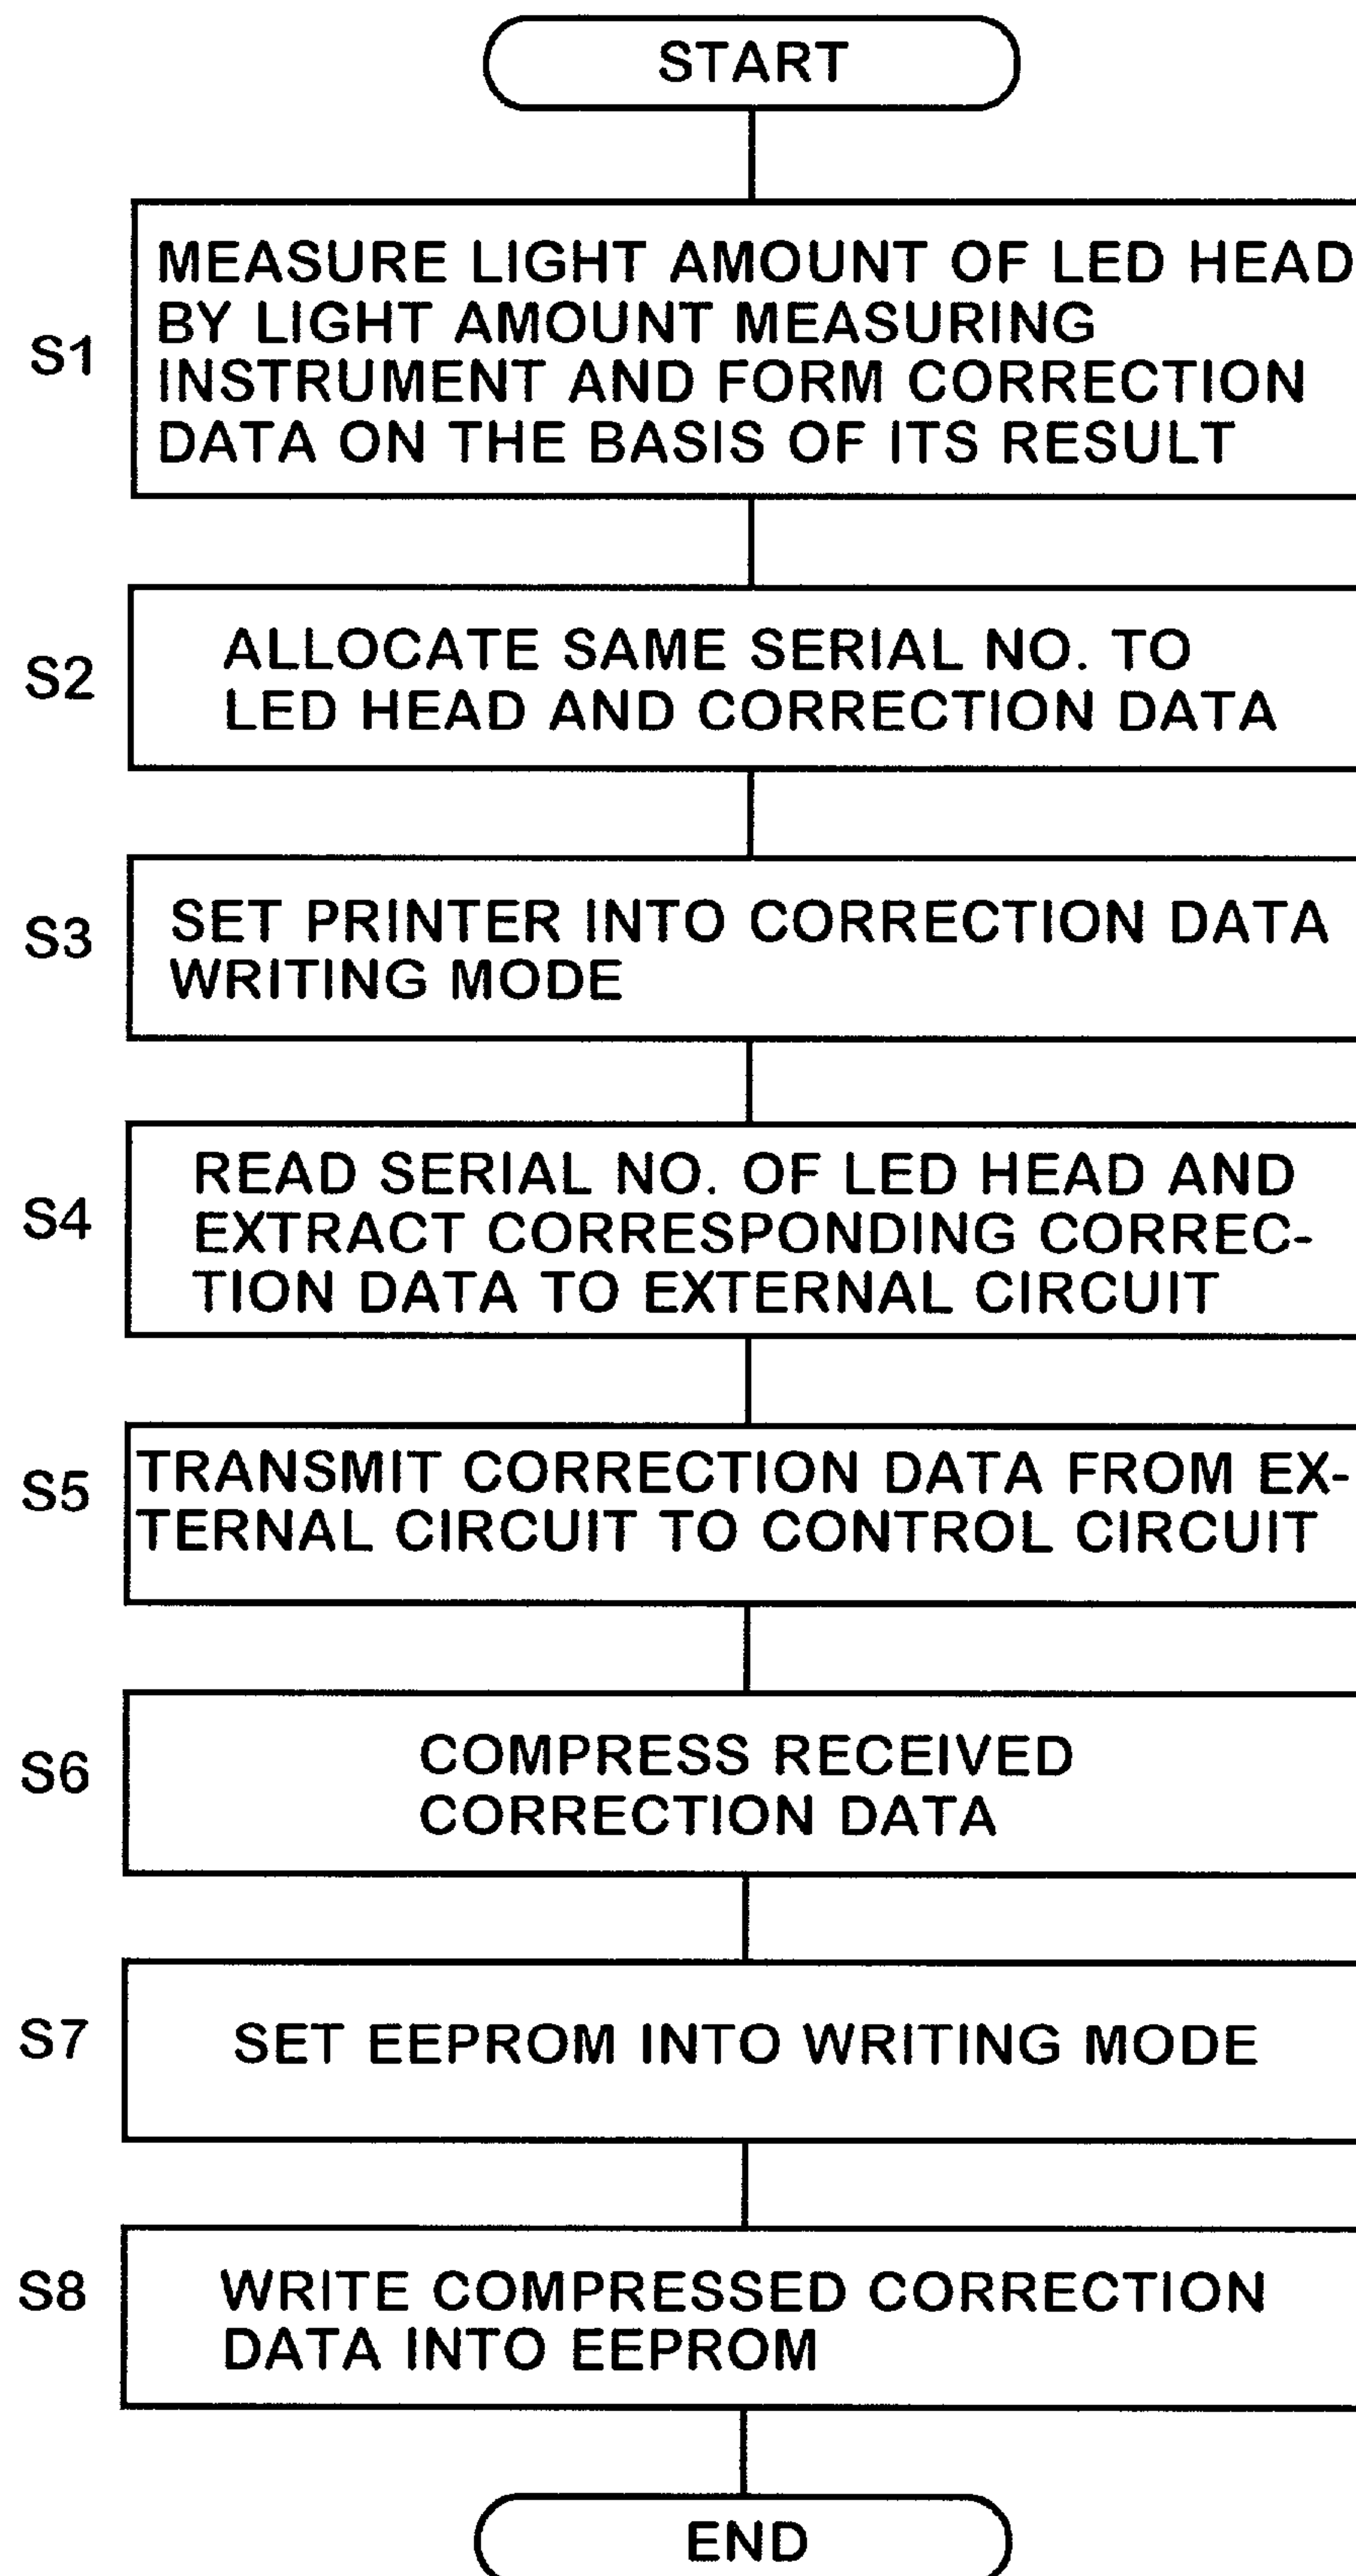 START
S1
MEASURE LIGHT AMOUNT OF LED HEAD
BY LIGHT AMOUNT MEASURING
INSTRUMENT AND FORM CORRECTION
DATA ON THE BASIS OF ITS RESULT
S2
ALLOCATE SAME SERIAL NO. TO
LED HEAD AND CORRECTION DATA
S3
SET PRINTER INTO CORRECTION DATA
WRITING MODE
S4
READ SERIAL NO. OF LED HEAD AND
EXTRACT CORRESPONDING CORREC-
TION DATA TO EXTERNAL CIRCUIT
S5
TRANSMIT CORRECTION DATA FROM EX-
TERNAL CIRCUIT TO CONTROL CIRCUIT
S6
COMPRESS RECEIVED
CORRECTION DATA
S7
SET EEPROM INTO WRITING MODE
S8
WRITE COMPRESSED CORRECTION
DATA INTO EEPROM
END